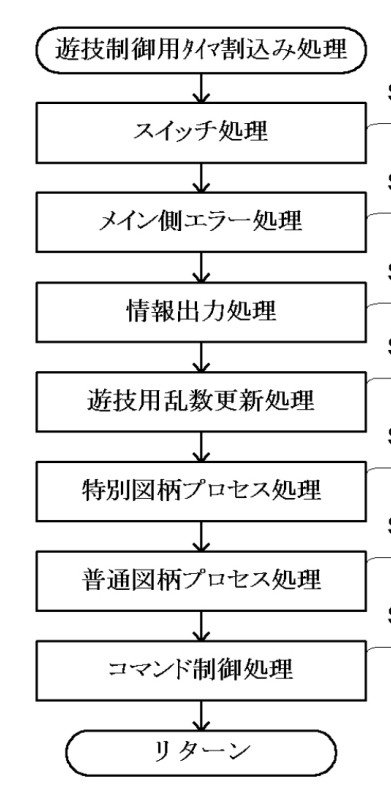 遊技制御用ﾀｲﾏ割込み処理
スイッチ処理
メイン側エラー処理
情報出力処理
遊技用乱数更新処理
特別図柄プロセス処理
普通図柄プロセス処理
コマンド制御処理
リターン